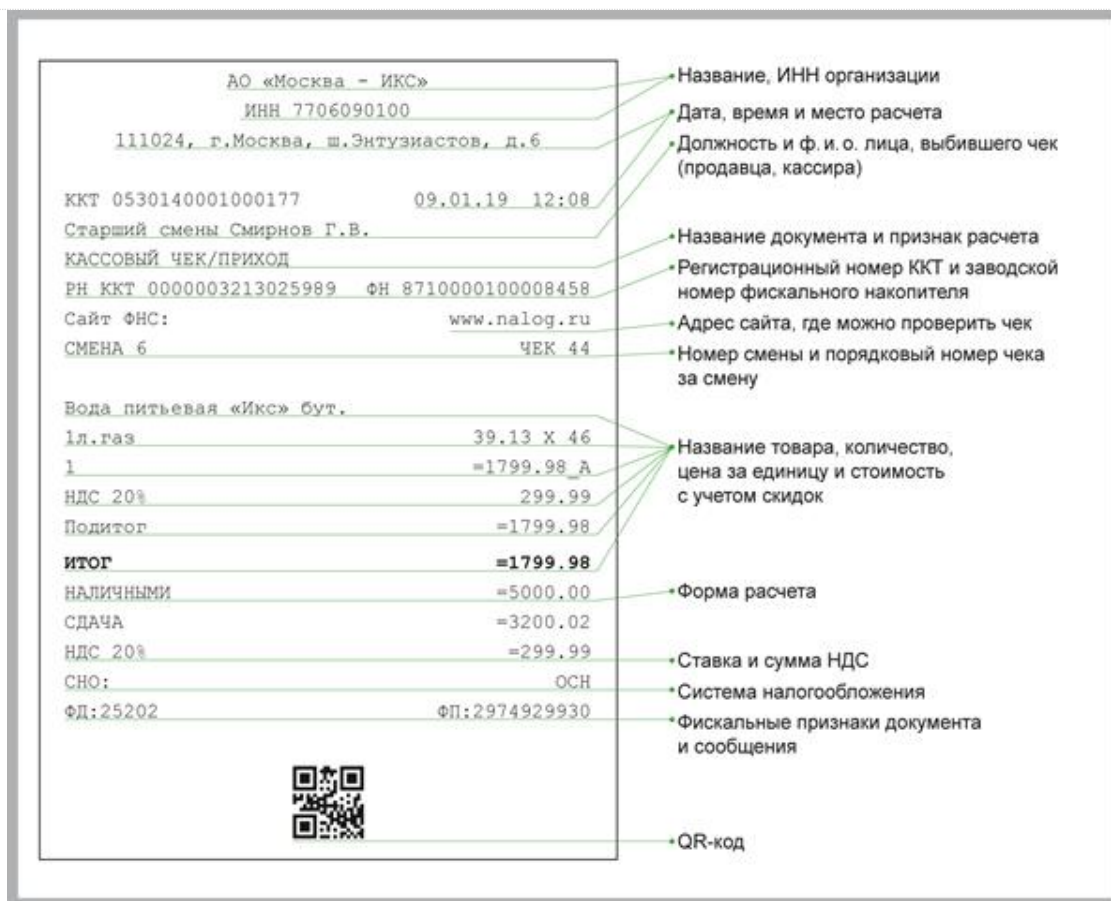 АО «Москва - ИКС»
ИНН 7706090100
111024, г.Москва, ш.Энтузиастов, д.6
ККТ 0530140001000177 09.01.19 12:08
Старший смены Смирнов Г.В.
КАССОВЫЙ ЧЕК/ПРИХОД
РН ККТ 0000003213025989 ФН 8710000100008458
Сайт ФНС: www.nalog.ru
СМЕНА 6 ЧЕК 44
Вода питьевая «Икс» бут.
1л.газ 39.13 X 46
1 =1799.98_А
НДС 20% 299.99
Подитог =1799.98
ИТОГ =1799.98
НАЛИЧНЫМИ =5000.00
СДАЧА =3200.02
НДС 20% =299.99
СНО: ОСН
ФД:25202 ФП:2974929930
Название, ИНН организации
Дата, время и место расчета
Должность и ф. и. о. лица, выбившего чек
(продавца, кассира)
Название документа и признак расчета
Регистрационный номер ККТ и заводской
номер фискального накопителя
Адрес сайта, где можно проверить чек
Номер смены и порядковый номер чека
за смену
Название товара, количество,
цена за единицу и стоимость
с учетом скидок
Форма расчета
Ставка и сумма НДС
Система налогообложения
Фискальные признаки документа
и сообщения
QR-код